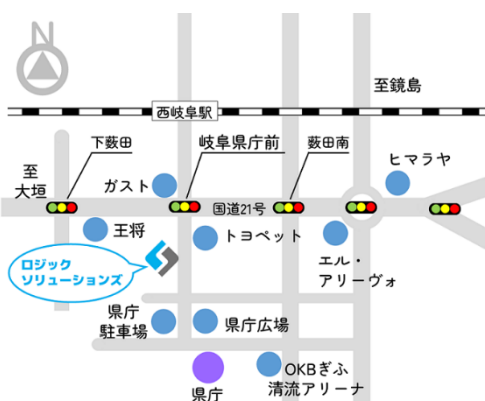 N
至鏡島
西岐阜駅
下薮田
岐阜県庁前
薮田南
ヒマラヤ
至
大垣
ガスト
国道21号
王将
トヨペット
エル・
アリーヴォ
ロジック
ソリューションズ
県庁
駐車場
県庁広場
県庁
OKBぎふ
清流アリーナ